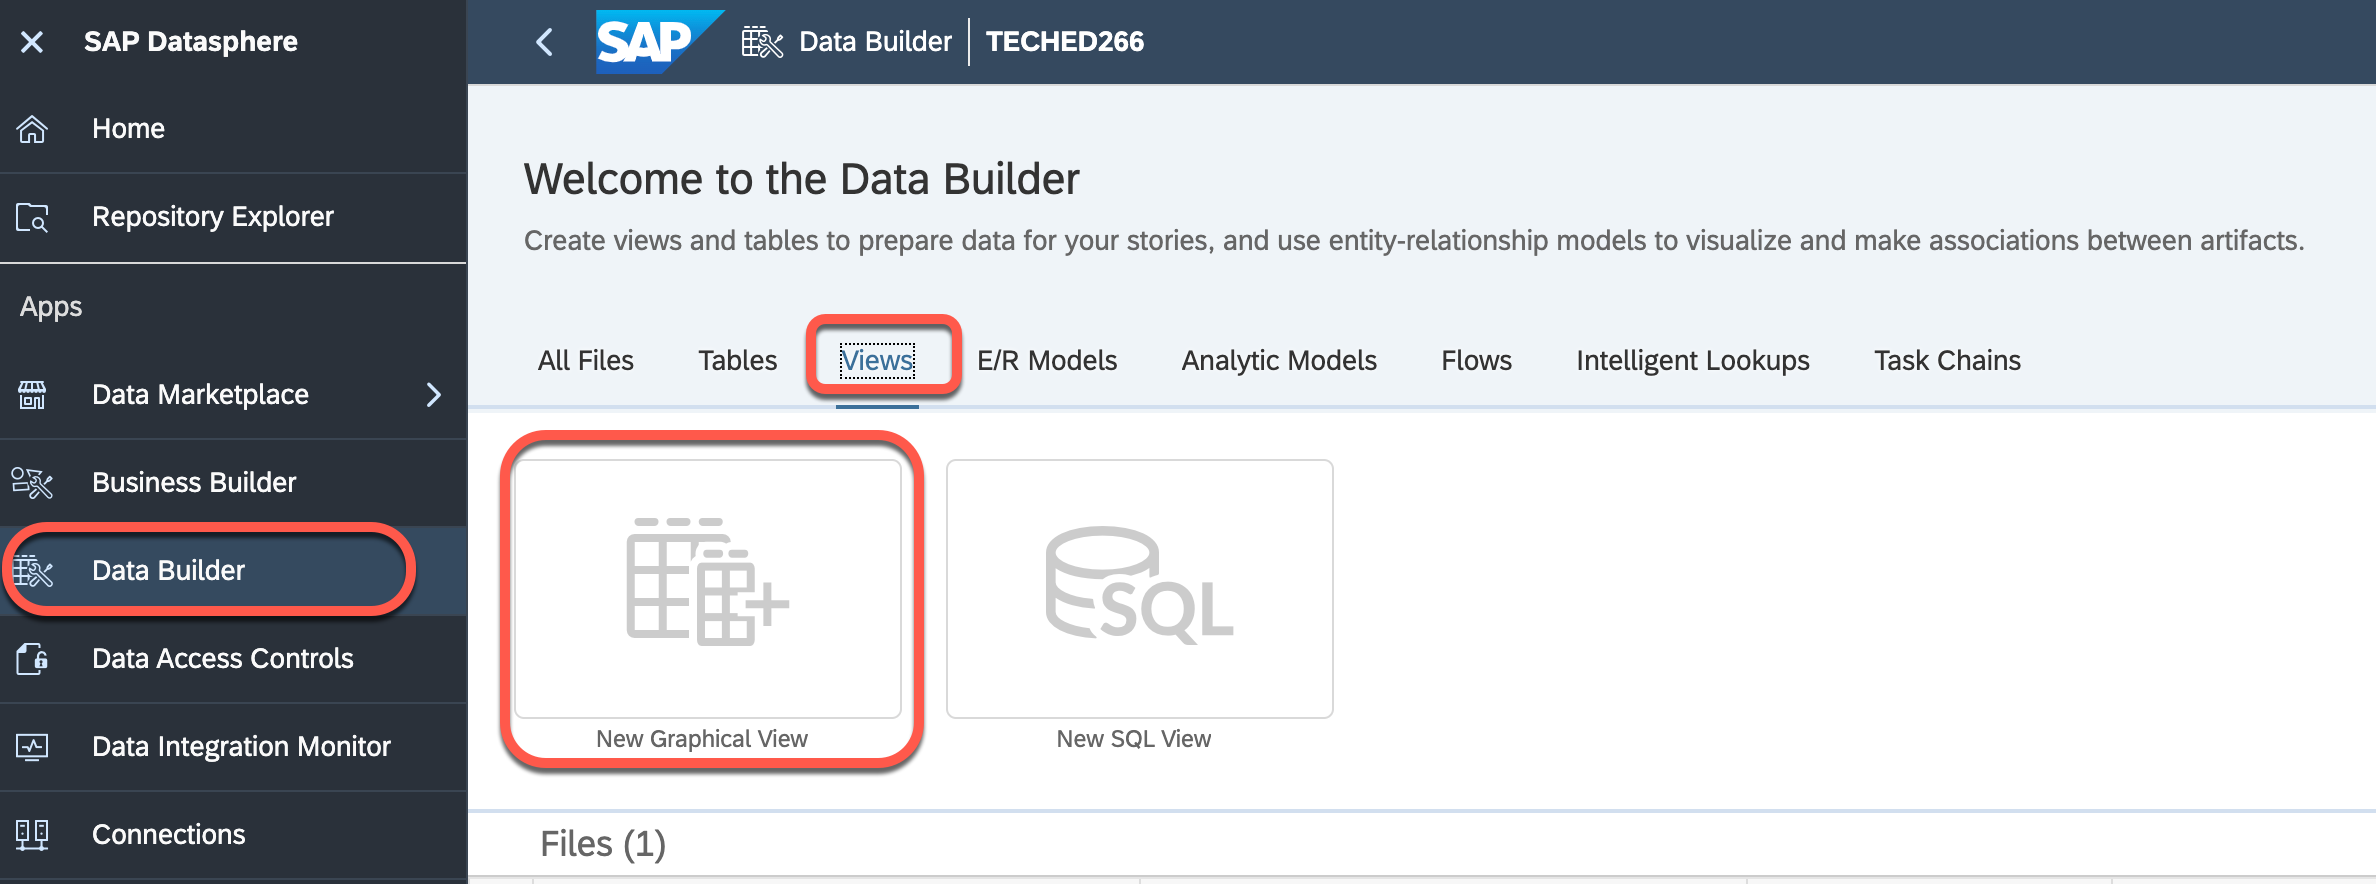 SAP Datasphere
Home
Repository Explorer
Apps
Data Marketplace
Business Builder
Data Builder
Data Access Controls
Data Integration Monitor
Connections
SAP Data Builder TECHED266
Welcome to the Data Builder
Create views and tables to prepare data for your stories, and use entity-relationship models to visualize and make associations between artifacts.
All Files Tables Views E/R Models Analytic Models Flows Intelligent Lookups Task Chains
SQL
New Graphical View New SQL View
Files (1)